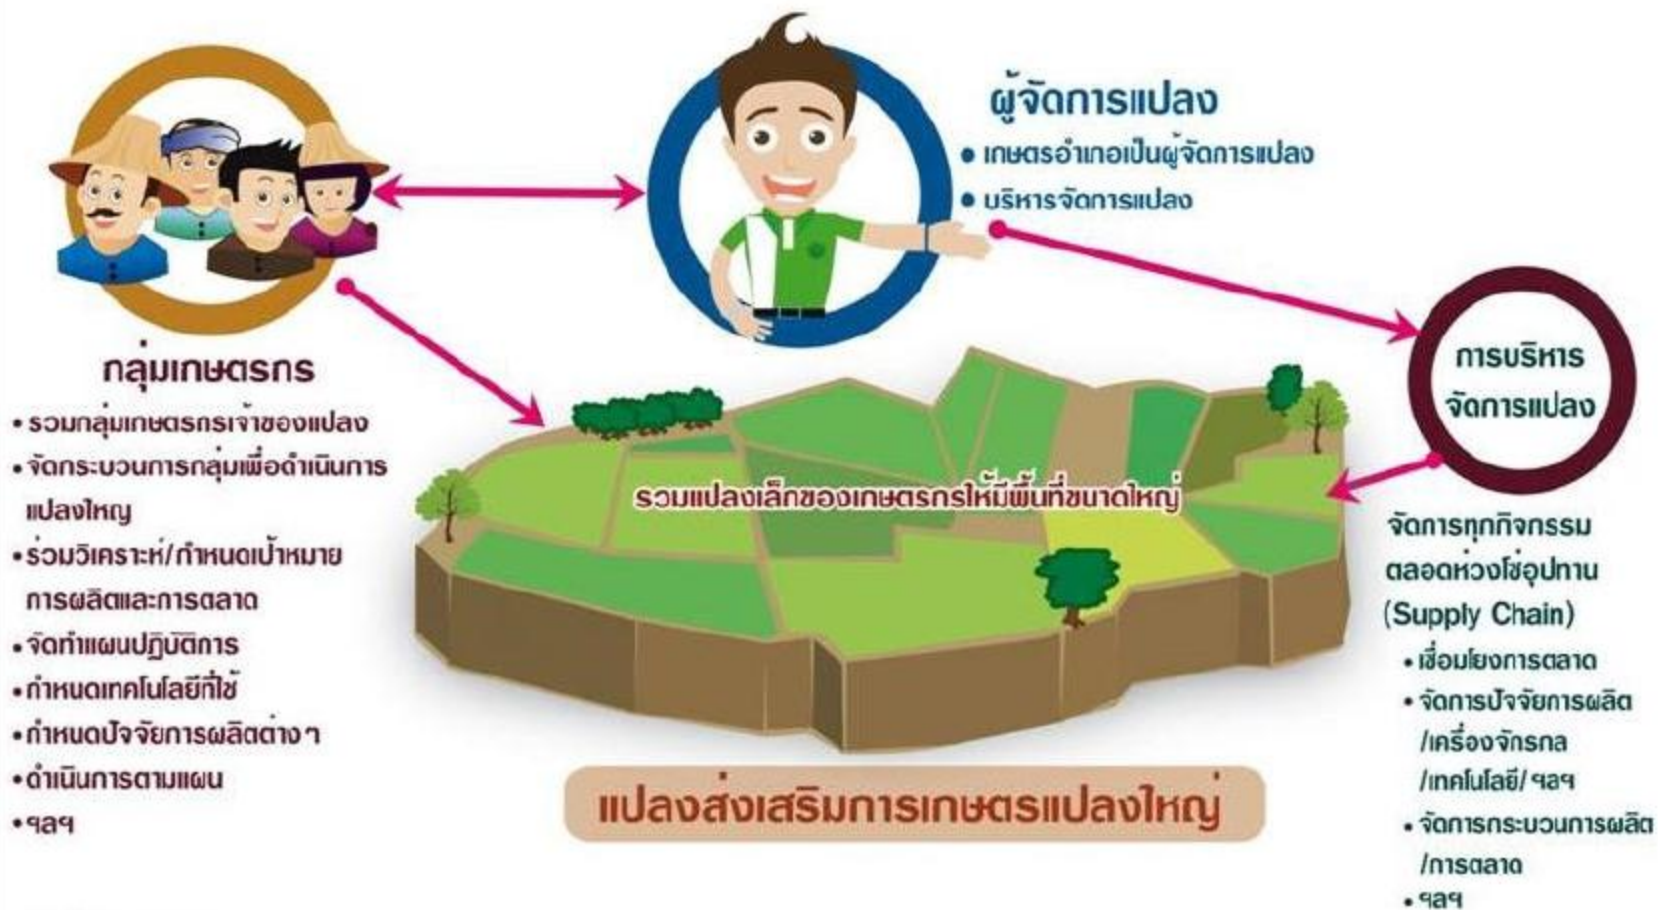 ผู้จัดการแปลง
• เกษตรอำเภอเป็นผู้จัดการแปลง
• บริหารจัดการแปลง
กลุ่มเกษตรกร
• รวมกลุ่มเกษตรกรเจ้าของแปลง
• จัดกระบวนการกลุ่มเพื่อดำเนินการ
แปลงใหญ่
• ร่วมวิเคราะห์/กำหนดเป้าหมาย
การผลิตและการตลาด
• จัดทำแผนปฏิบัติการ
• กำหนดเทคโนโลยีที่ใช้
• กำหนดปัจจัยการผลิตต่างๆ
• ดำเนินการตามแผน
• ฯลฯ
รวมแปลงเล็กของเกษตรกรให้มีพื้นที่ขนาดใหญ่
แปลงส่งเสริมการเกษตรแปลงใหญ่
การบริหาร
จัดการแปลง
จัดการทุกกิจกรรม
ตลอดห่วงโซ่อุปทาน
(Supply Chain)
• เชื่อมโยงการตลาด
• จัดการปัจจัยการผลิต
/เครื่องจักรกล
/เทคโนโลยี/ ฯลฯ
• จัดการกระบวนการผลิต
/การตลาด
• ฯลฯ